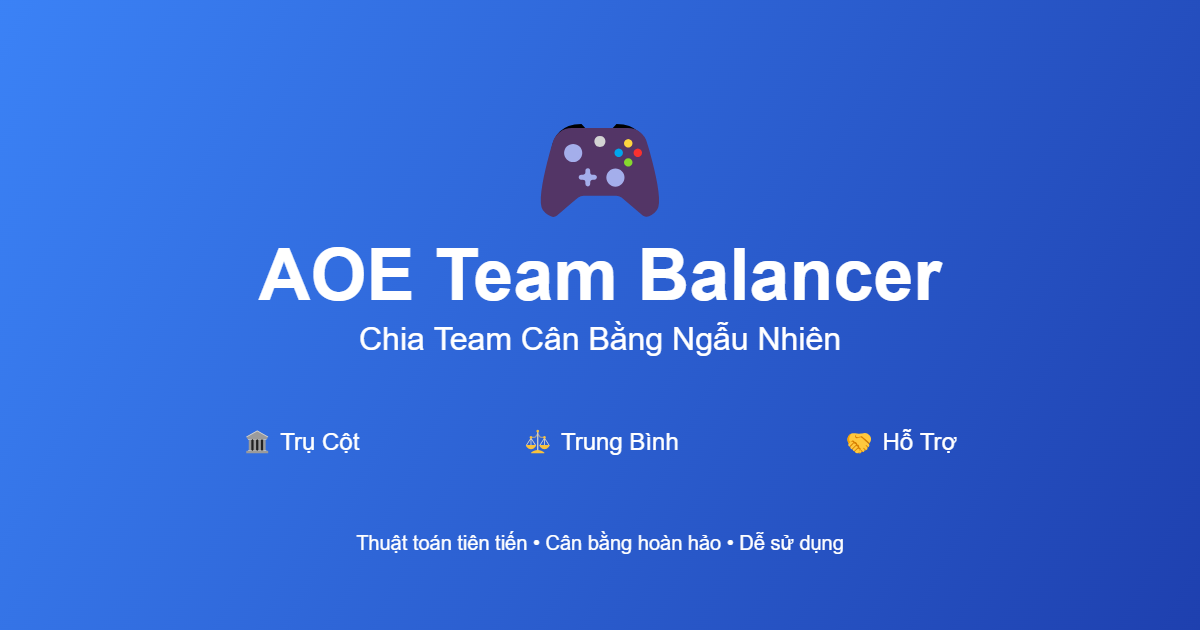 AOE Team Balancer
Chia Team Cân Bằng Ngẫu Nhiên
Trụ Cột
Trung Bình
Hỗ Trợ
Thuật toán tiên tiến • Cân bằng hoàn hảo • Dễ sử dụng